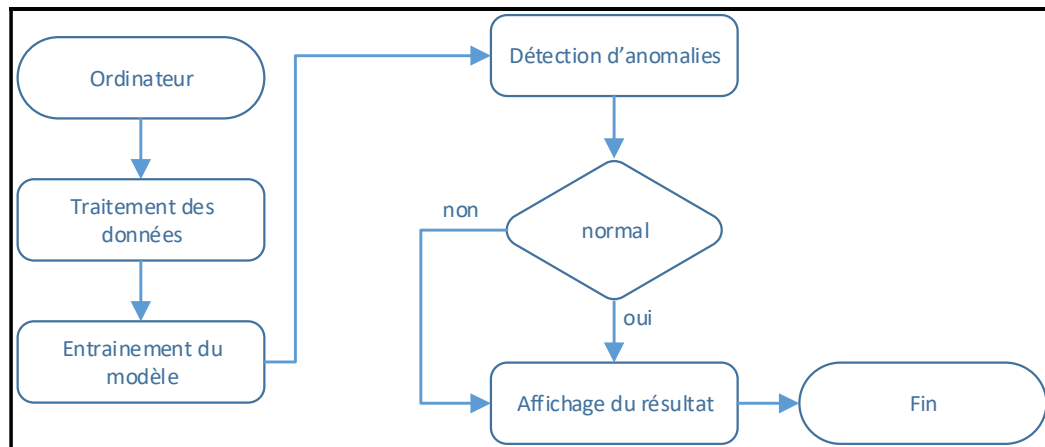 Ordinateur
Traitement des
données
Entrainement du
modèle
Détection d’anomalies
normal
non
oui
Affichage du résultat
Fin